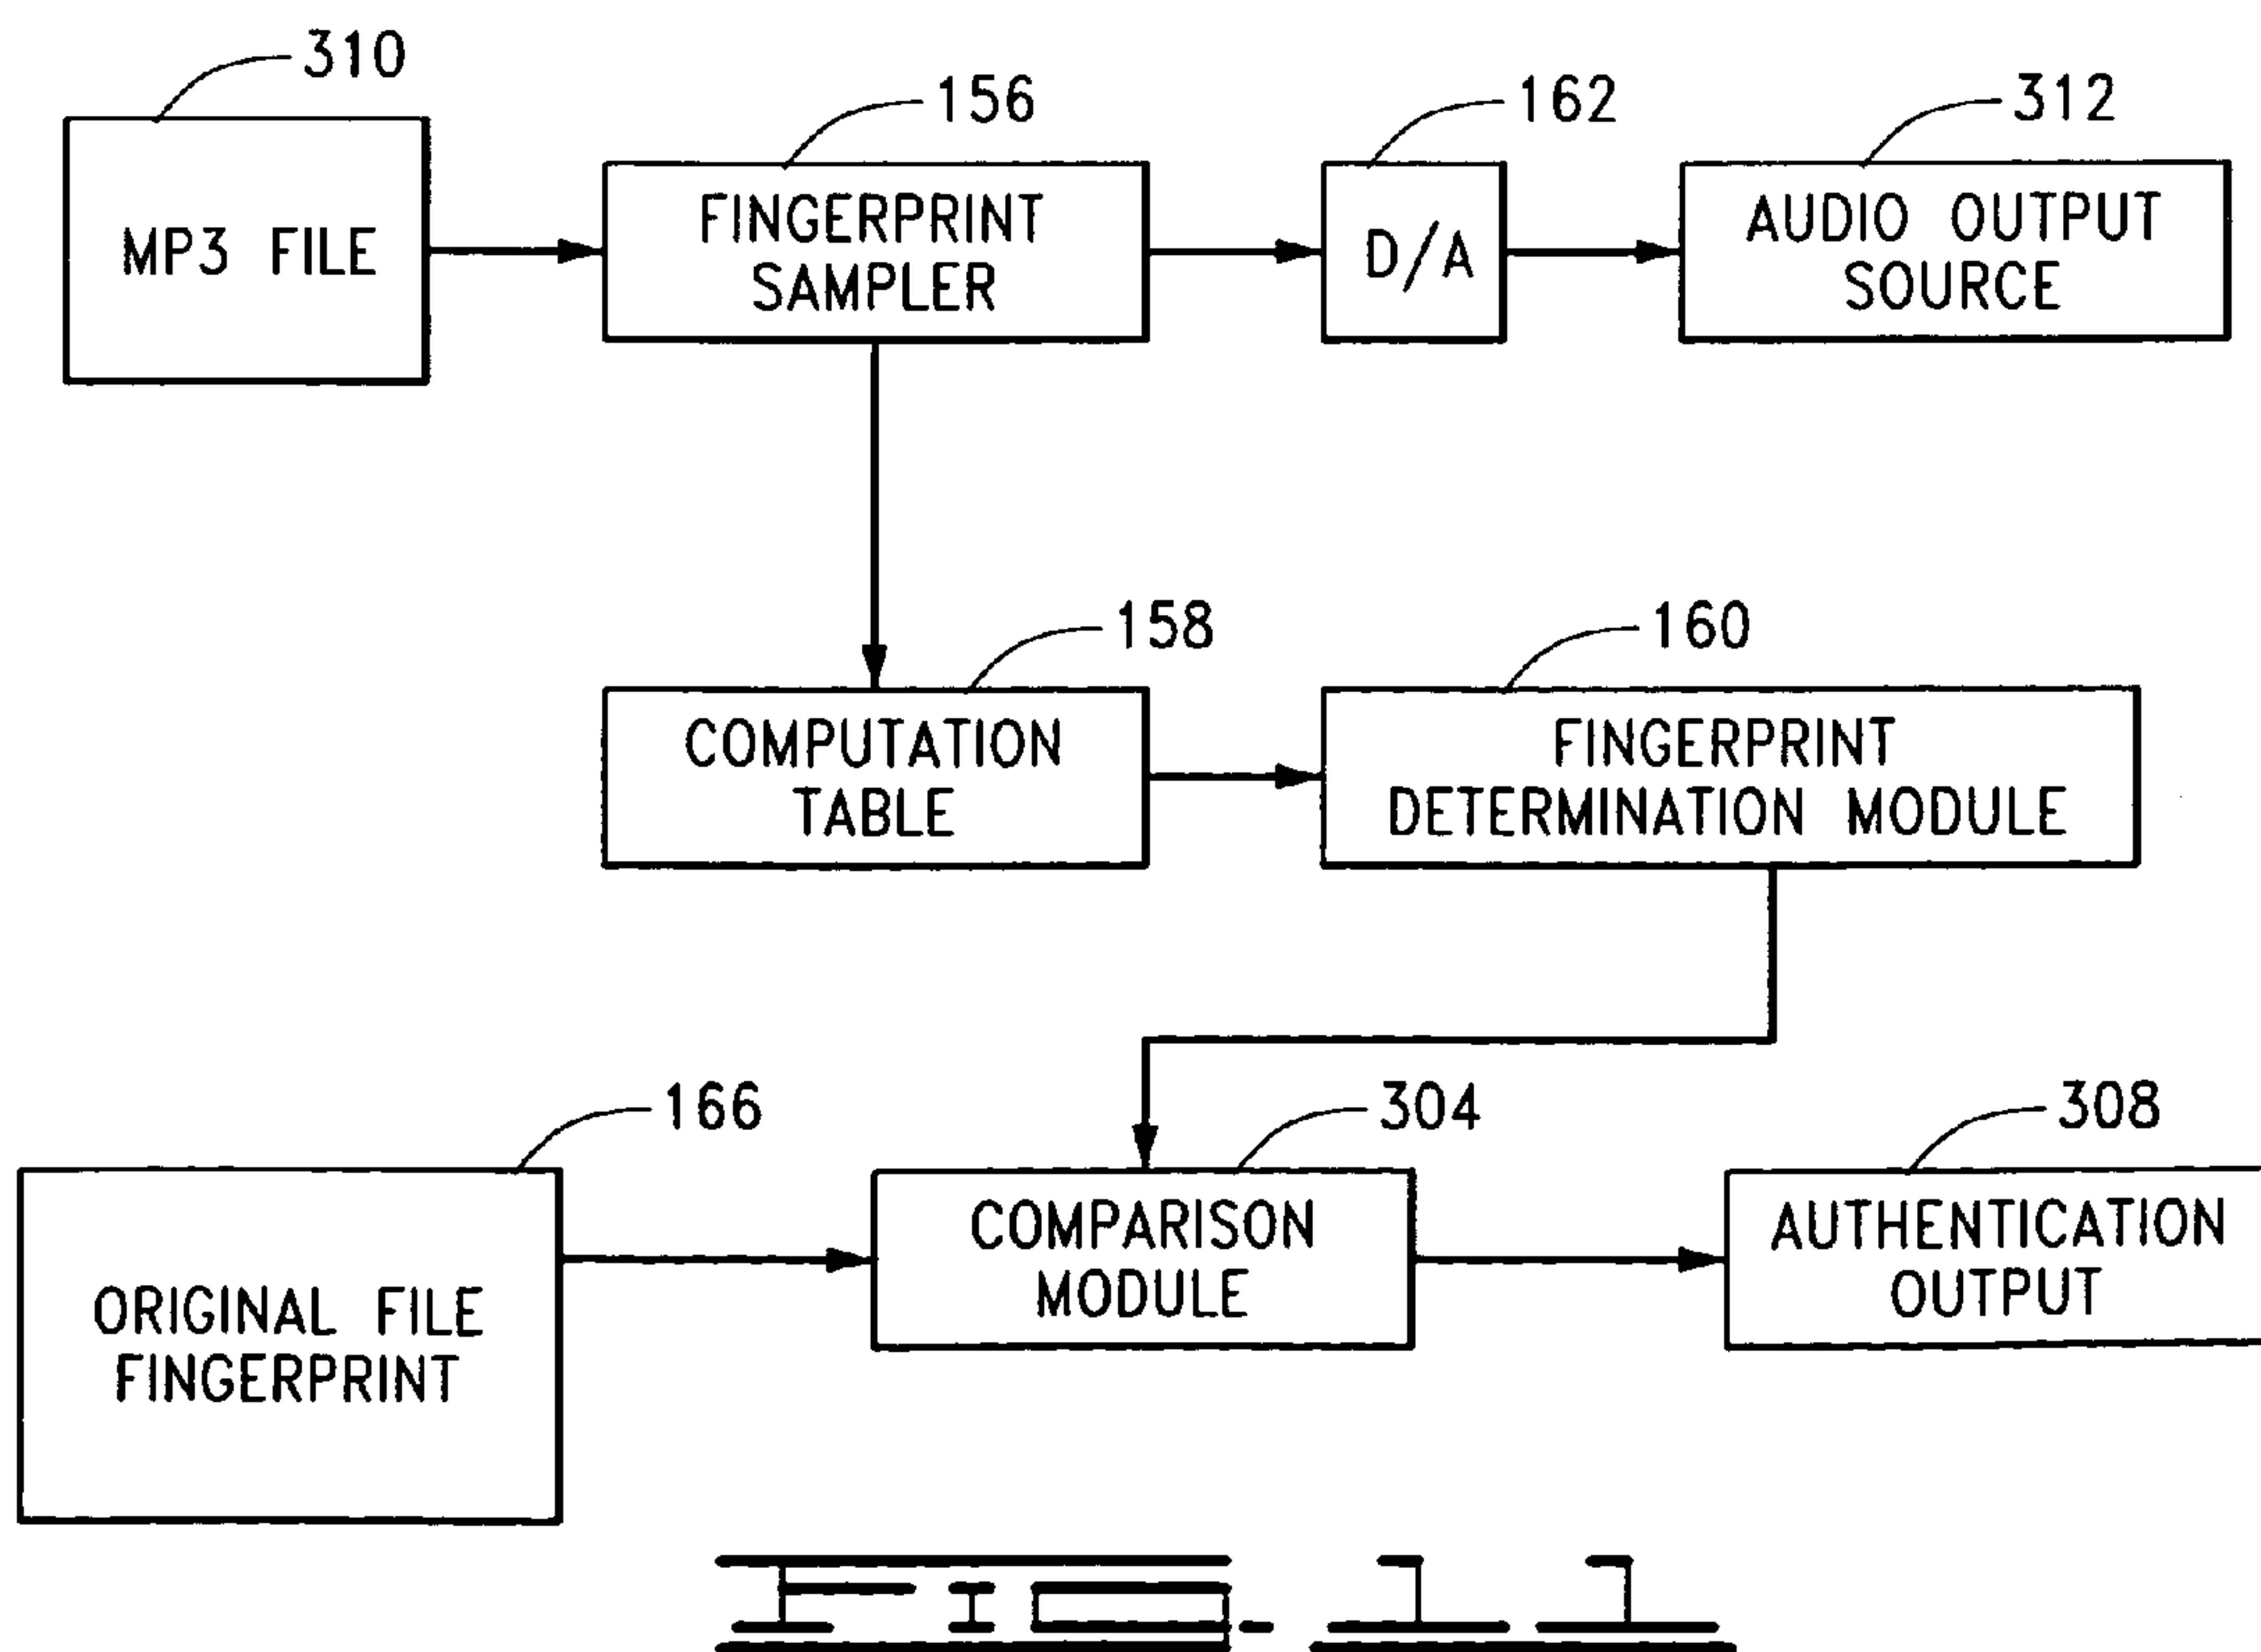 310
156
162
312
MP3 FILE
FINGERPRINT
SAMPLER
D/A
AUDIO OUTPUT
SOURCE
158
160
COMPUTATION
TABLE
FINGERPRINT
DETERMINATION MODULE
166
304
308
ORIGINAL FILE
FINGERPRINT
COMPARISON
MODULE
AUTHENTICATION
OUTPUT
FIG. 11